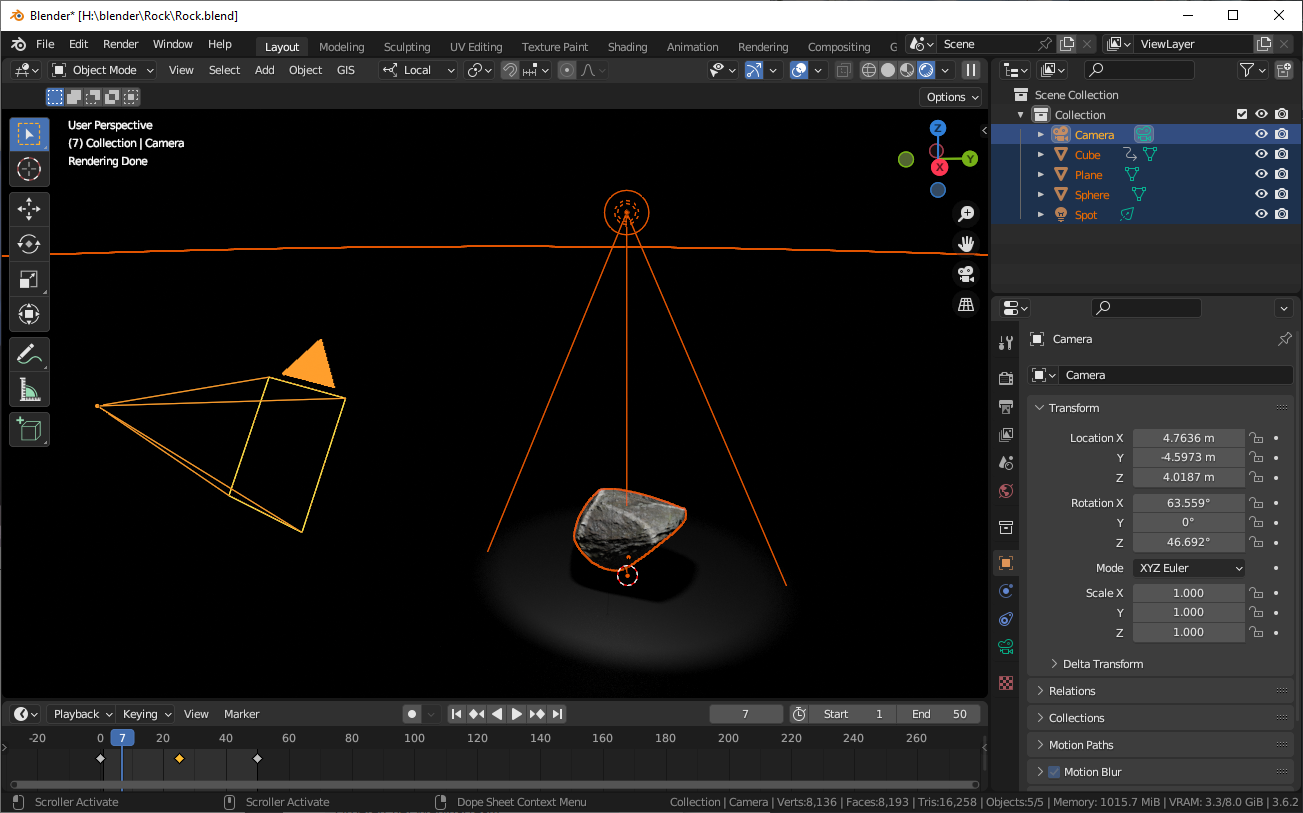 Blender* [H:\blender\Rock\Rock.blend]
File Edit Render Window Help Layout Modeling Sculpting UV Editing Texture Paint Shading Animation Rendering Compositing G Scene ViewLayer
Object Mode View Select Add Object GIS Local
Options
User Perspective
(7) Collection | Camera
Rendering Done
Z
Y
X
Scene Collection
Collection
Camera
Cube
Plane
Sphere
Spot
Camera
Camera
Transform
Location X 4.7636 m
Y -4.5973 m
Z 4.0187 m
Rotation X 63.559°
Y 0°
Z 46.692°
Mode XYZ Euler
Scale X 1.000
Y 1.000
Z 1.000
Delta Transform
Relations
Collections
Motion Paths
Motion Blur
Playback Keying View Marker 7 Start 1 End 50
-20 0 7 20 40 60 80 100 120 140 160 180 200 220 240 260
Scroller Activate Scroller Activate Dope Sheet Context Menu Collection | Camera | Verts:8,136 | Faces:8,193 | Tris:16,258 | Objects:5/5 | Memory: 1015.7 MiB | VRAM: 3.3/8.0 GiB | 3.6.2